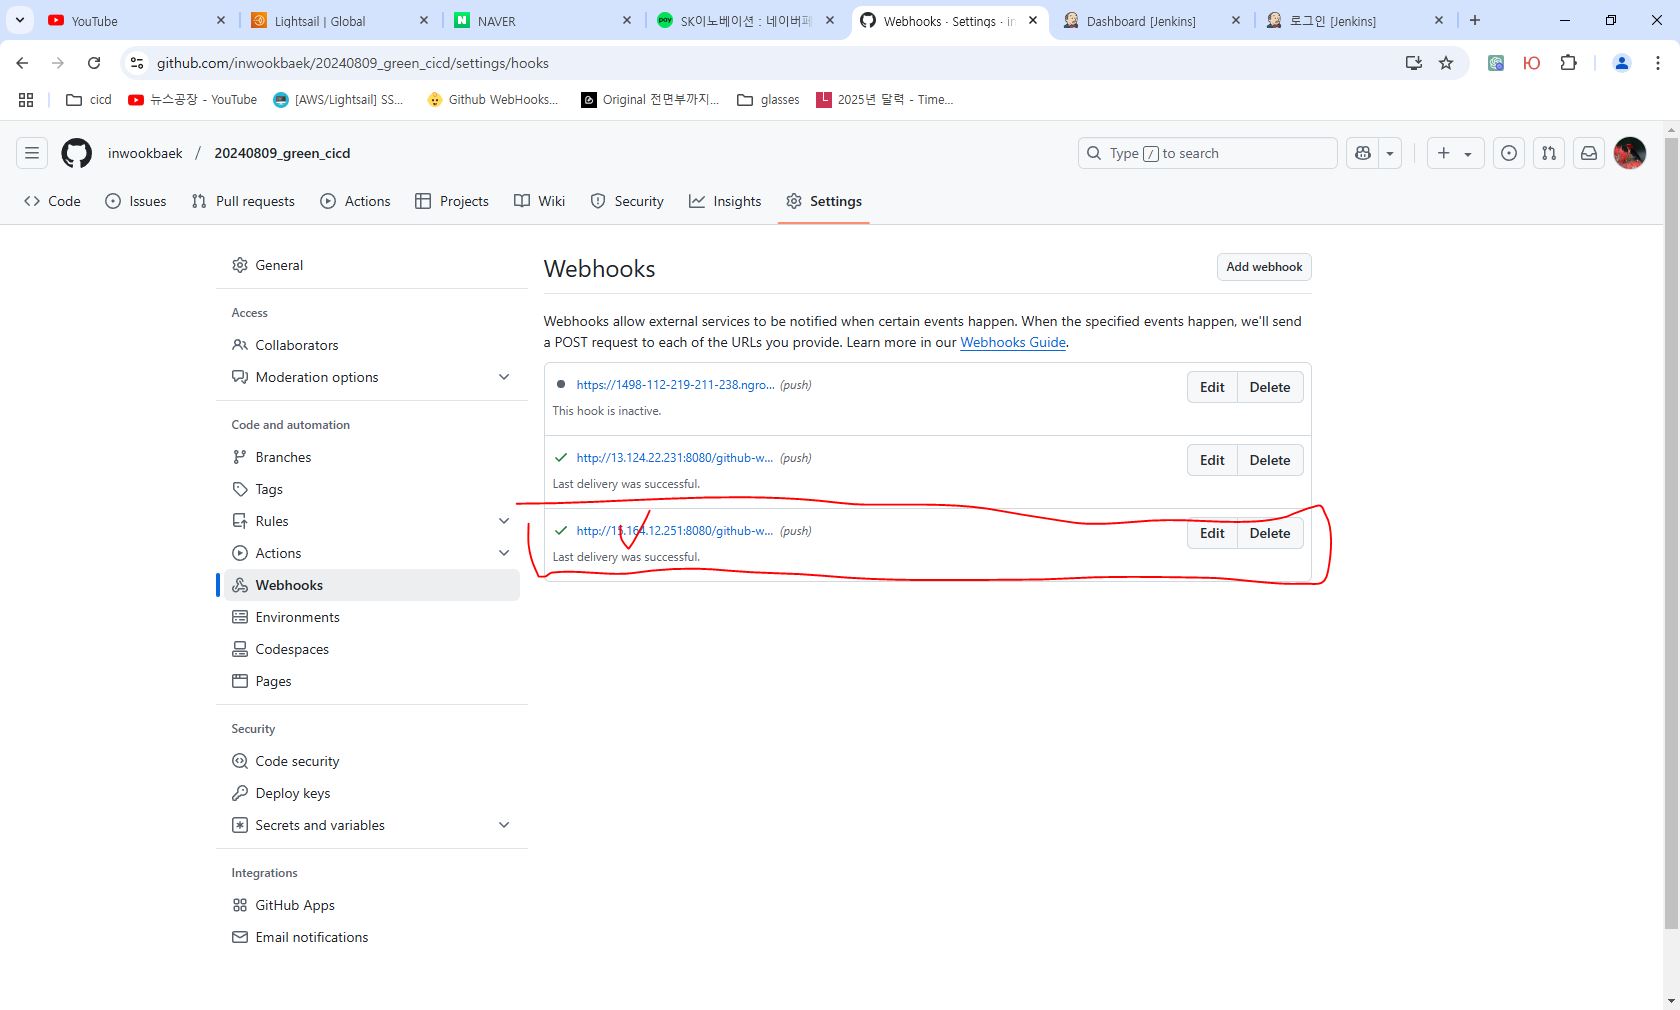 YouTube
Lightsail | Global
NAVER
SK이노베이션 : 네이버페
Webhooks · Settings · in
Dashboard [Jenkins]
로그인 [Jenkins]
github.com/inwookbaek/20240809_green_cicd/settings/hooks
cicd
뉴스공장 - YouTube
[AWS/Lightsail] SS...
Github WebHooks...
Original 전면부까지...
glasses
2025년 달력 - Time...
inwookbaek / 20240809_green_cicd
Type / to search
Code
Issues
Pull requests
Actions
Projects
Wiki
Security
Insights
Settings
General
Access
Collaborators
Moderation options
Code and automation
Branches
Tags
Rules
Actions
Webhooks
Environments
Codespaces
Pages
Security
Code security
Deploy keys
Secrets and variables
Integrations
GitHub Apps
Email notifications
Webhooks
Add webhook
Webhooks allow external services to be notified when certain events happen. When the specified events happen, we'll send
a POST request to each of the URLs you provide. Learn more in our Webhooks Guide.
https://1498-112-219-211-238.ngro... (push)
Edit
Delete
This hook is inactive.
http://13.124.22.231:8080/github-w... (push)
Edit
Delete
Last delivery was successful.
http://15.164.12.251:8080/github-w... (push)
Edit
Delete
Last delivery was successful.